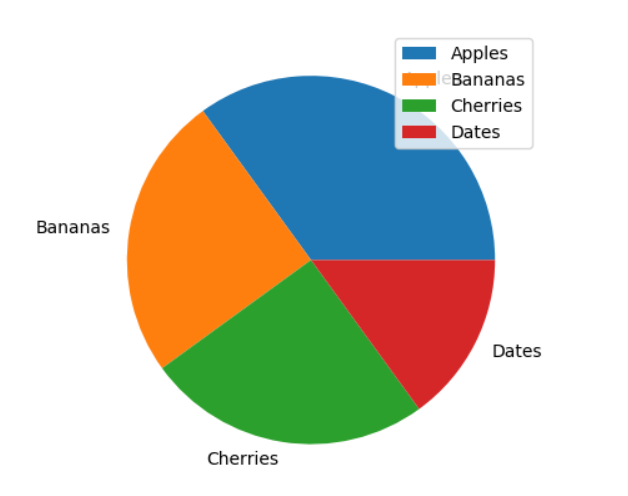 Apples
Bananas
Cherries
Dates
Bananas
Cherries
Dates